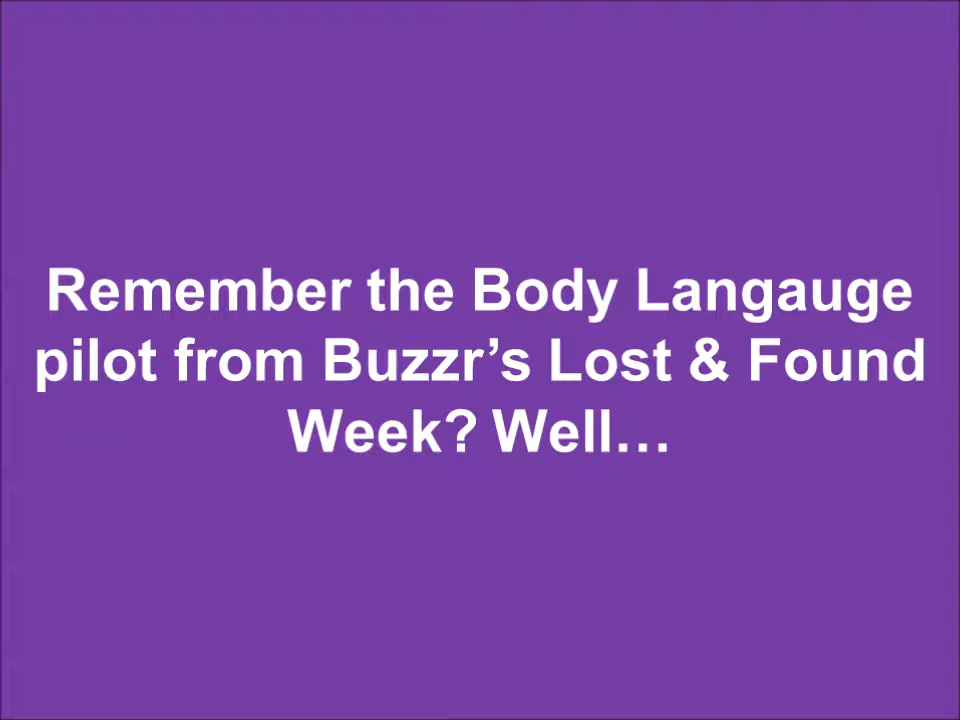 Remember the Body Langauge
pilot from Buzzr’s Lost & Found
Week? Well…